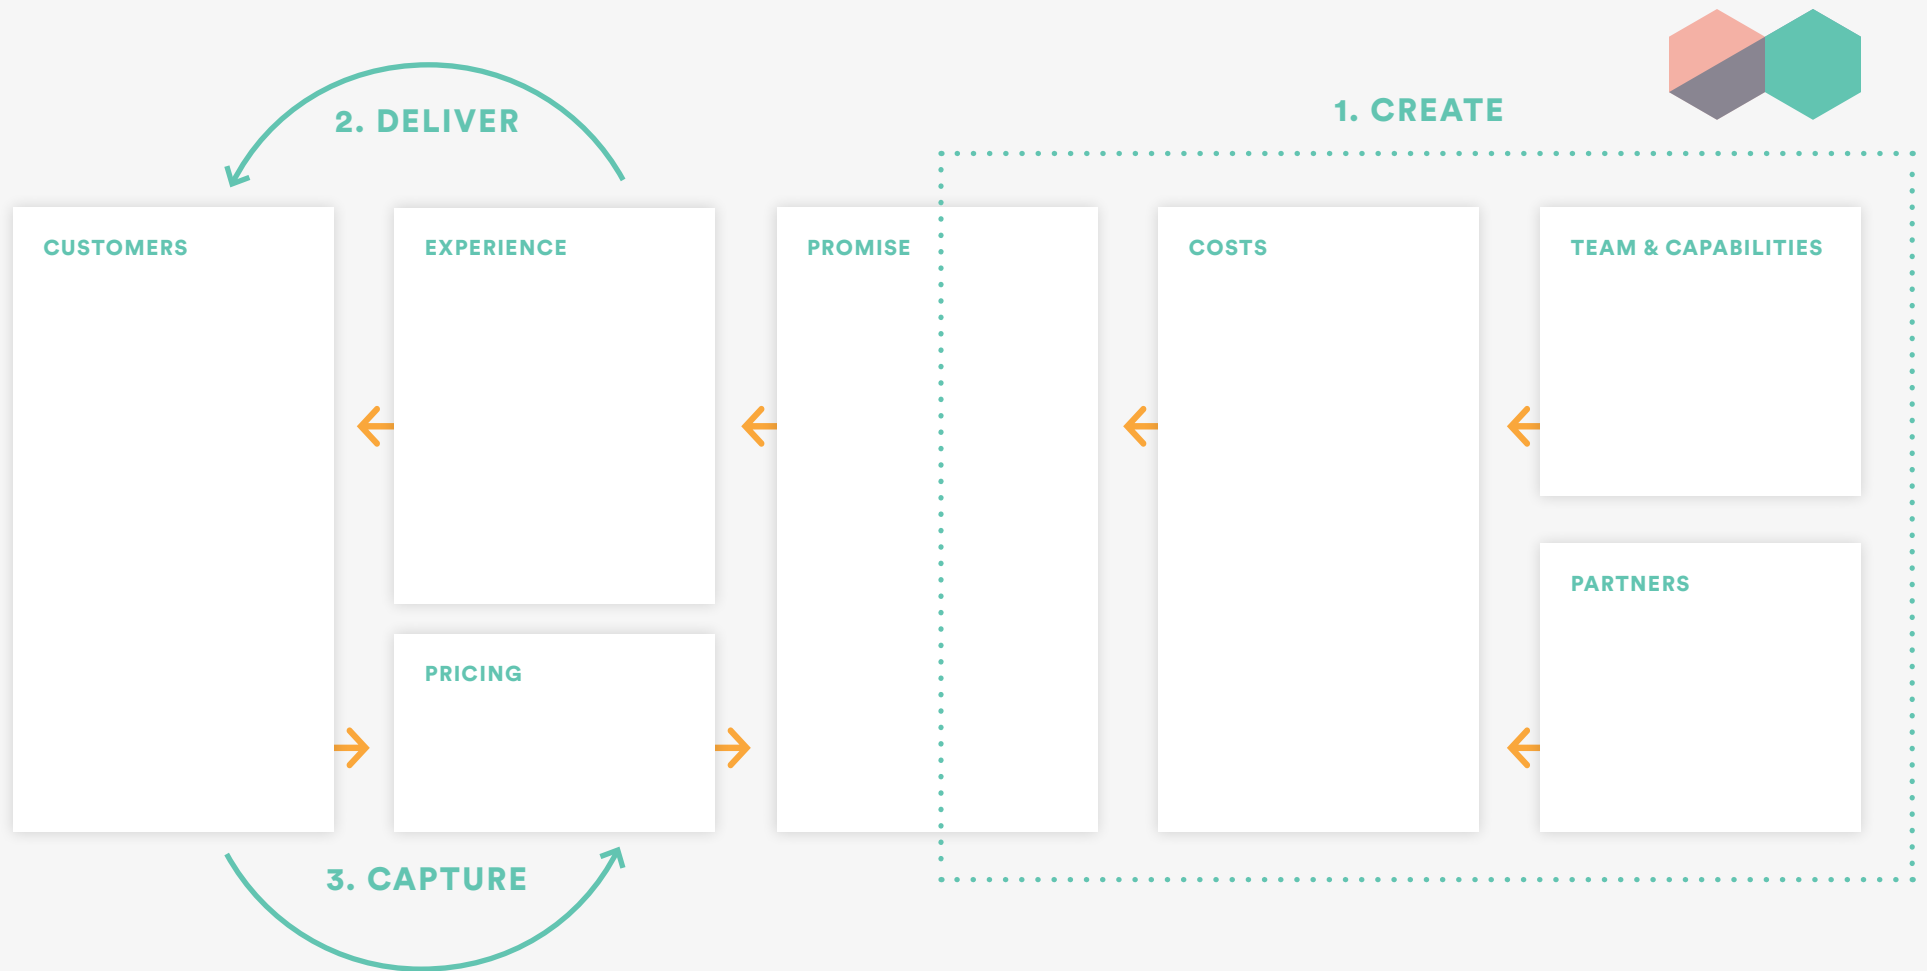 2. DELIVER
1. CREATE
CUSTOMERS
EXPERIENCE
PROMISE
COSTS
TEAM & CAPABILITIES
PARTNERS
PRICING
3. CAPTURE